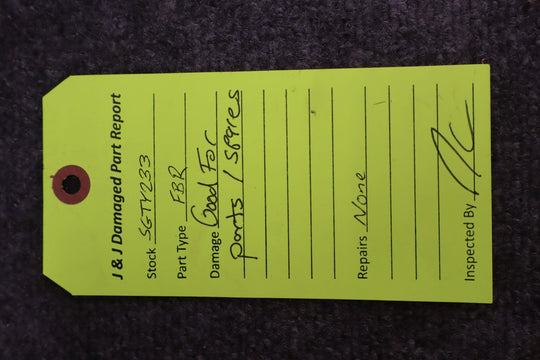 J & J Damaged Part Report
Stock SGTY233
Part Type FBR
Damage Good For
parts / spares
Repairs None
Inspected By